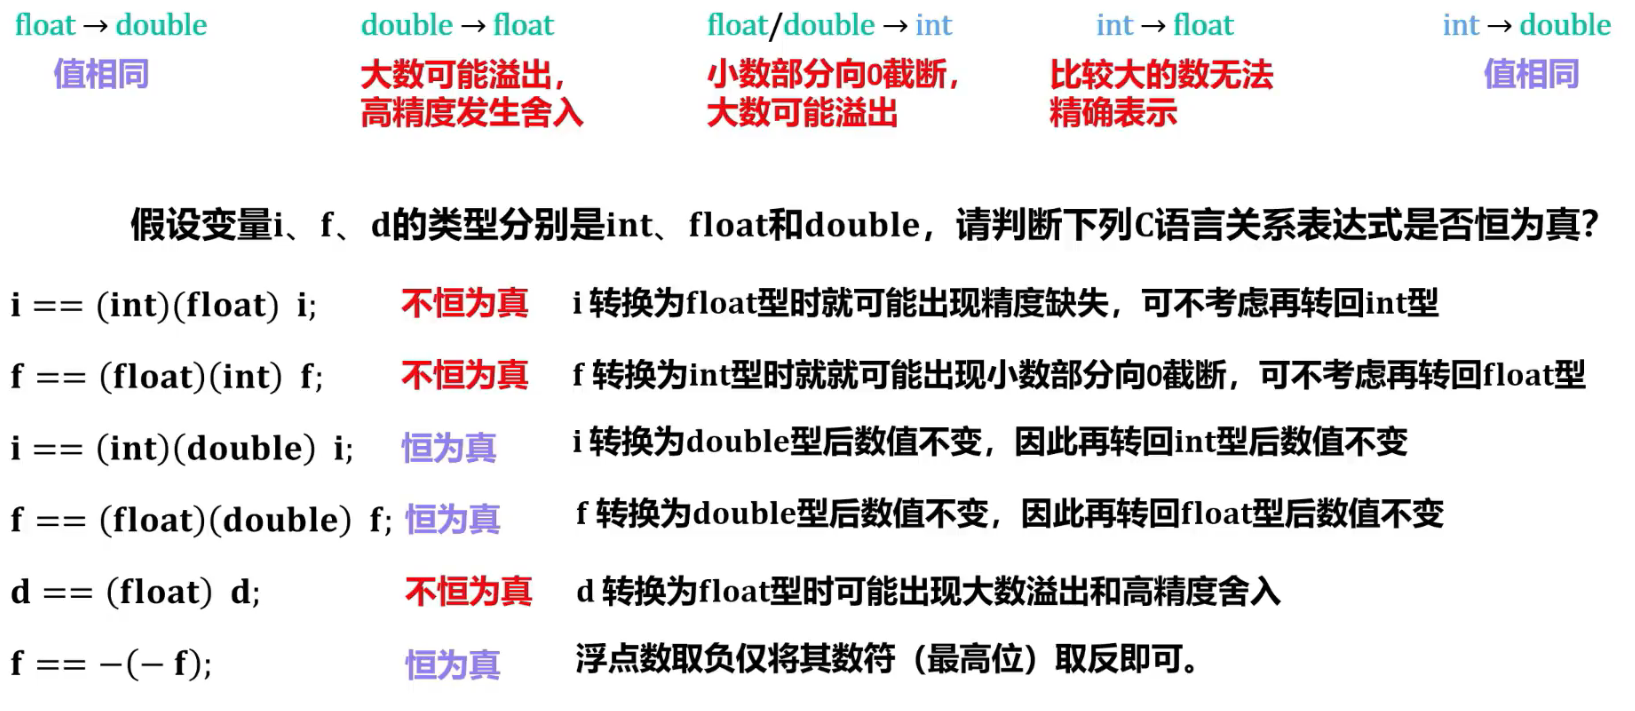 float → double
值相同
double → float
大数可能溢出，
高精度发生舍入
float/double → int
小数部分向0截断，
大数可能溢出
int → float
比较大的数无法
精确表示
int → double
值相同
假设变量i、f、d的类型分别是int、float和double，请判断下列C语言关系表达式是否恒为真？
i == (int)(float) i; 不恒为真 i 转换为float型时就可能出现精度缺失，可不考虑再转回int型
f == (float)(int) f; 不恒为真 f 转换为int型时就就可能出现小数部分向0截断，可不考虑再转回float型
i == (int)(double) i; 恒为真 i 转换为double型后数值不变，因此再转回int型后数值不变
f == (float)(double) f; 恒为真 f 转换为double型后数值不变，因此再转回float型后数值不变
d == (float) d; 不恒为真 d 转换为float型时可能出现大数溢出和高精度舍入
f == −(− f); 恒为真 浮点数取负仅将其数符（最高位）取反即可。